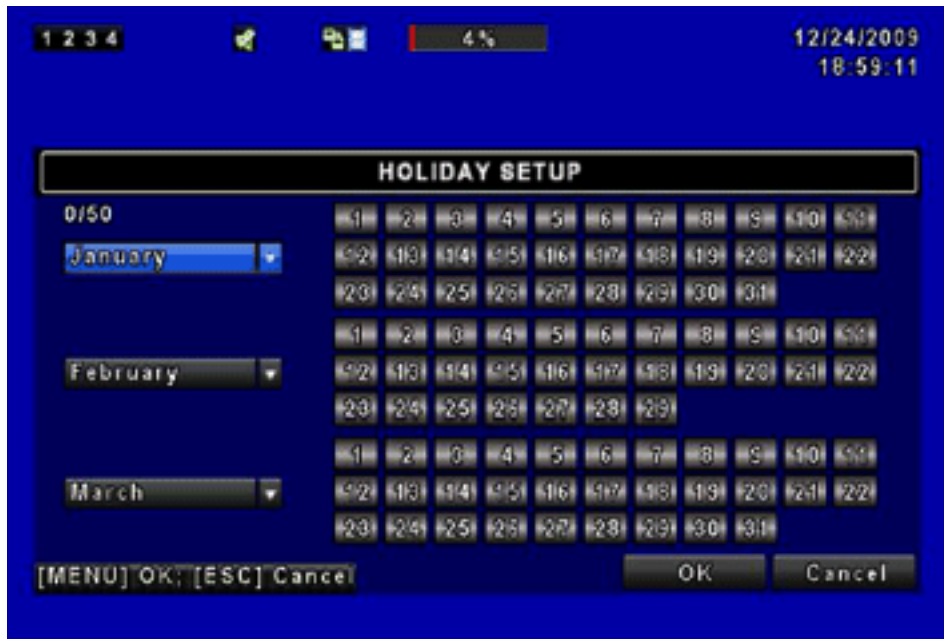 1 2 3 4
4%
12/24/2009
18:59:11
HOLIDAY SETUP
0/50
1 2 3 4 5 6 7 8 9 10 11
January
12 13 14 15 16 17 18 19 20 21 22
23 24 25 26 27 28 29 30 31
1 2 3 4 5 6 7 8 9 10 11
February
12 13 14 15 16 17 18 19 20 21 22
23 24 25 26 27 28 29
1 2 3 4 5 6 7 8 9 10 11
March
12 13 14 15 16 17 18 19 20 21 22
23 24 25 26 27 28 29 30 31
[MENU] OK; [ESC] Cancel
OK
Cancel